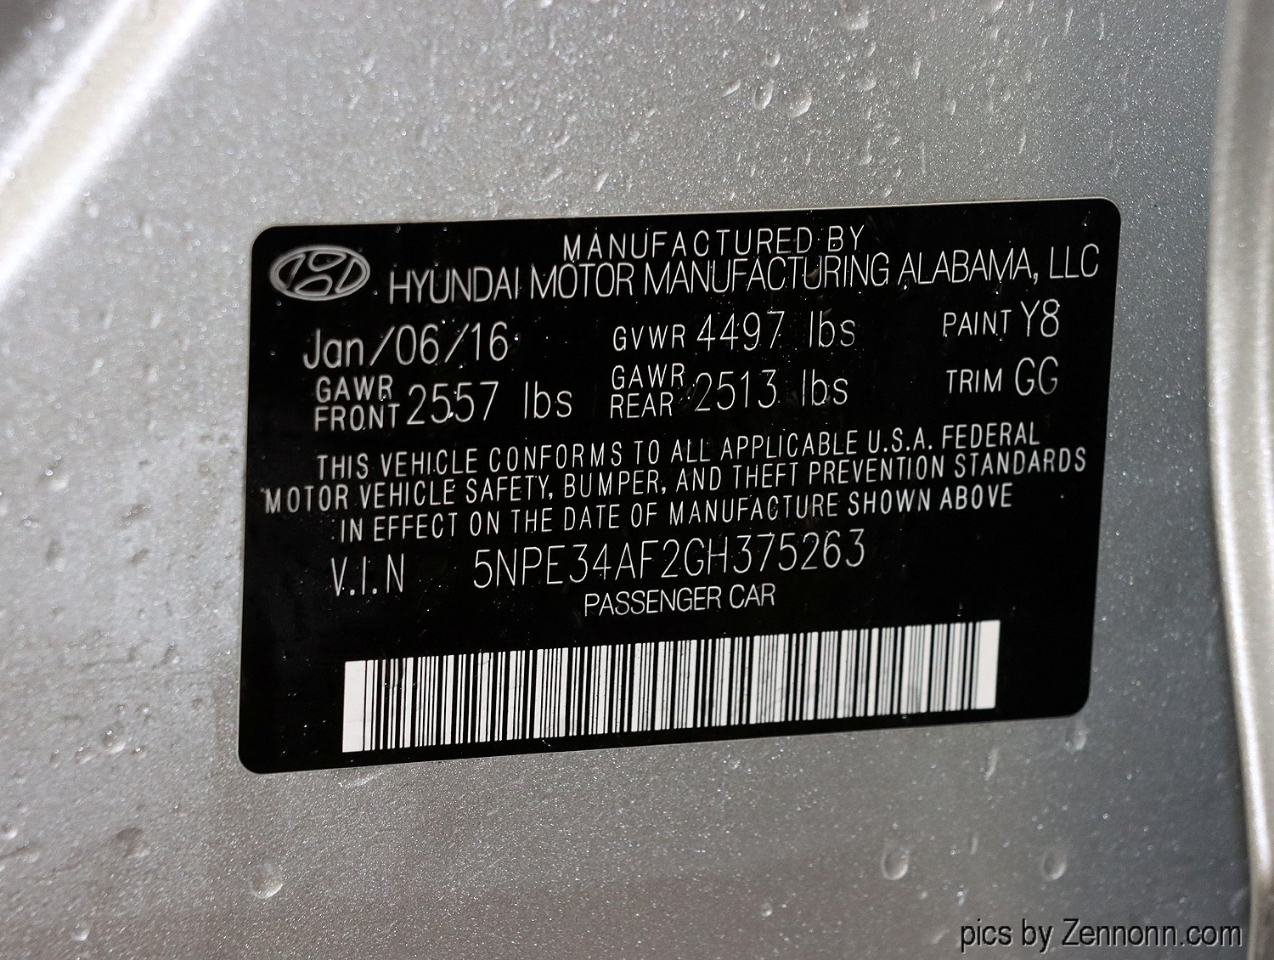 MANUFACTURED BY
HYUNDAI MOTOR MANUFACTURING ALABAMA, LLC
Jan/06/16 GVWR 4497 lbs PAINT Y8
GAWR FRONT 2557 lbs GAWR REAR 2513 lbs TRIM GG
THIS VEHICLE CONFORMS TO ALL APPLICABLE U.S.A. FEDERAL
MOTOR VEHICLE SAFETY, BUMPER, AND THEFT PREVENTION STANDARDS
IN EFFECT ON THE DATE OF MANUFACTURE SHOWN ABOVE
V.I.N 5NPE34AF2GH375263
PASSENGER CAR
pics by Zennonn.com